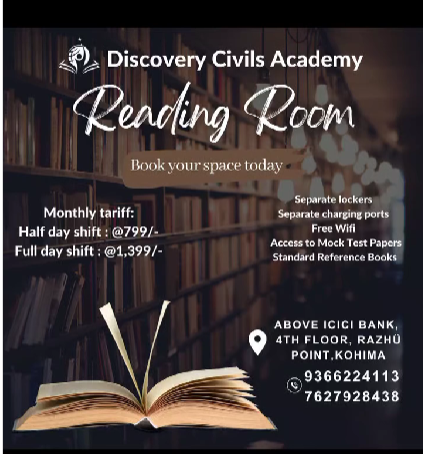 Discovery Civils Academy
Reading Room
Book your space today
Monthly tariff:
Half day shift : @799/-
Full day shift : @1,399/-
Separate lockers
Separate charging ports
Free Wifi
Access to Mock Test Papers
Standard Reference Books
ABOVE ICICI BANK,
4TH FLOOR, RAZHÜ
POINT,KOHIMA
9366224113
7627928438